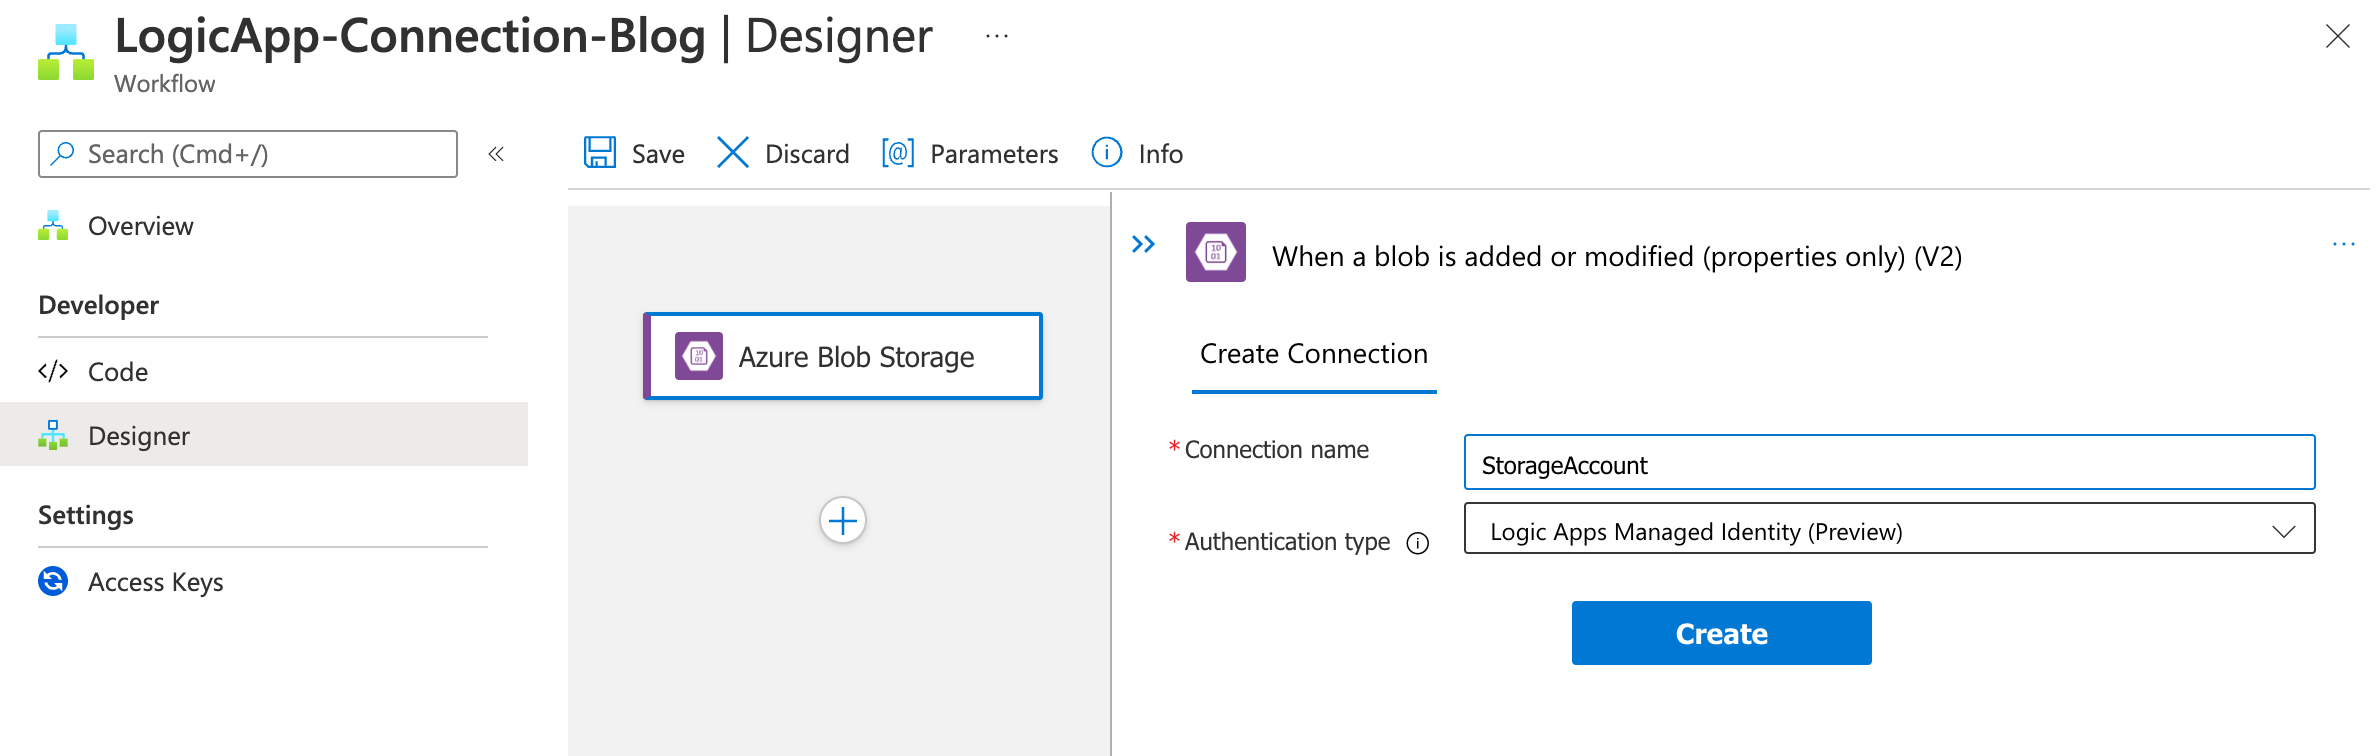 LogicApp-Connection-Blog | Designer ...
Workflow
Search (Cmd+/)
«
Save
Discard
[@] Parameters
Info
Overview
Developer
</> Code
Designer
Settings
Access Keys
Azure Blob Storage
When a blob is added or modified (properties only) (V2)
...
Create Connection
* Connection name
StorageAccount
* Authentication type
Logic Apps Managed Identity (Preview)
Create